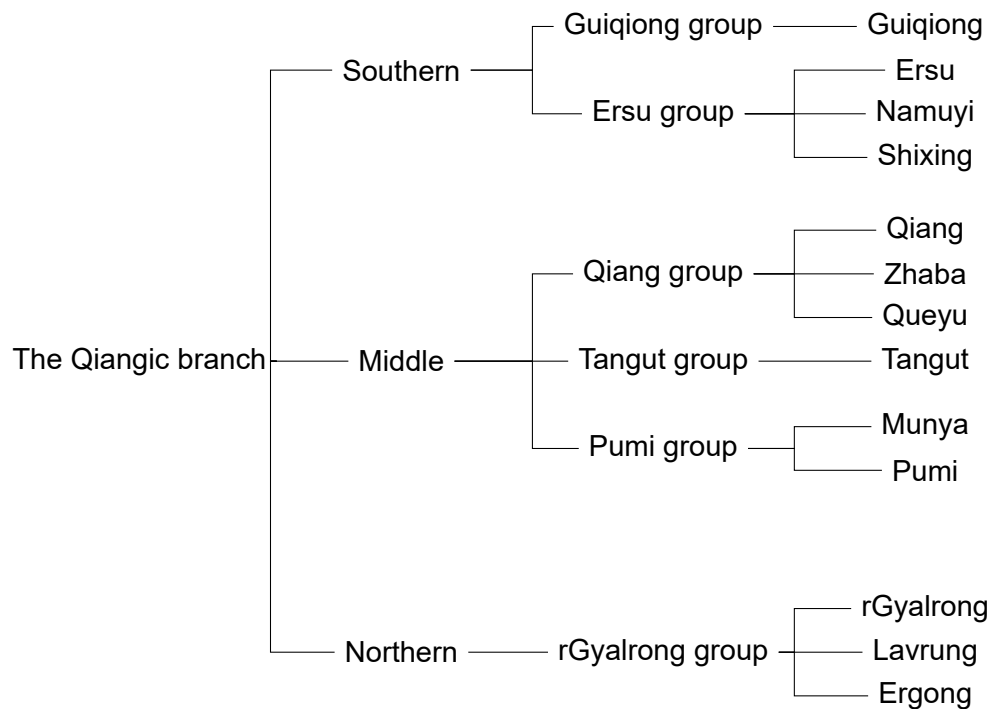 The Qiangic branch
Southern
Guiqiong group
Guiqiong
Ersu group
Ersu
Namuyi
Shixing
Middle
Qiang group
Qiang
Zhaba
Queyu
Tangut group
Tangut
Pumi group
Munya
Pumi
Northern
rGyalrong group
rGyalrong
Lavrung
Ergong